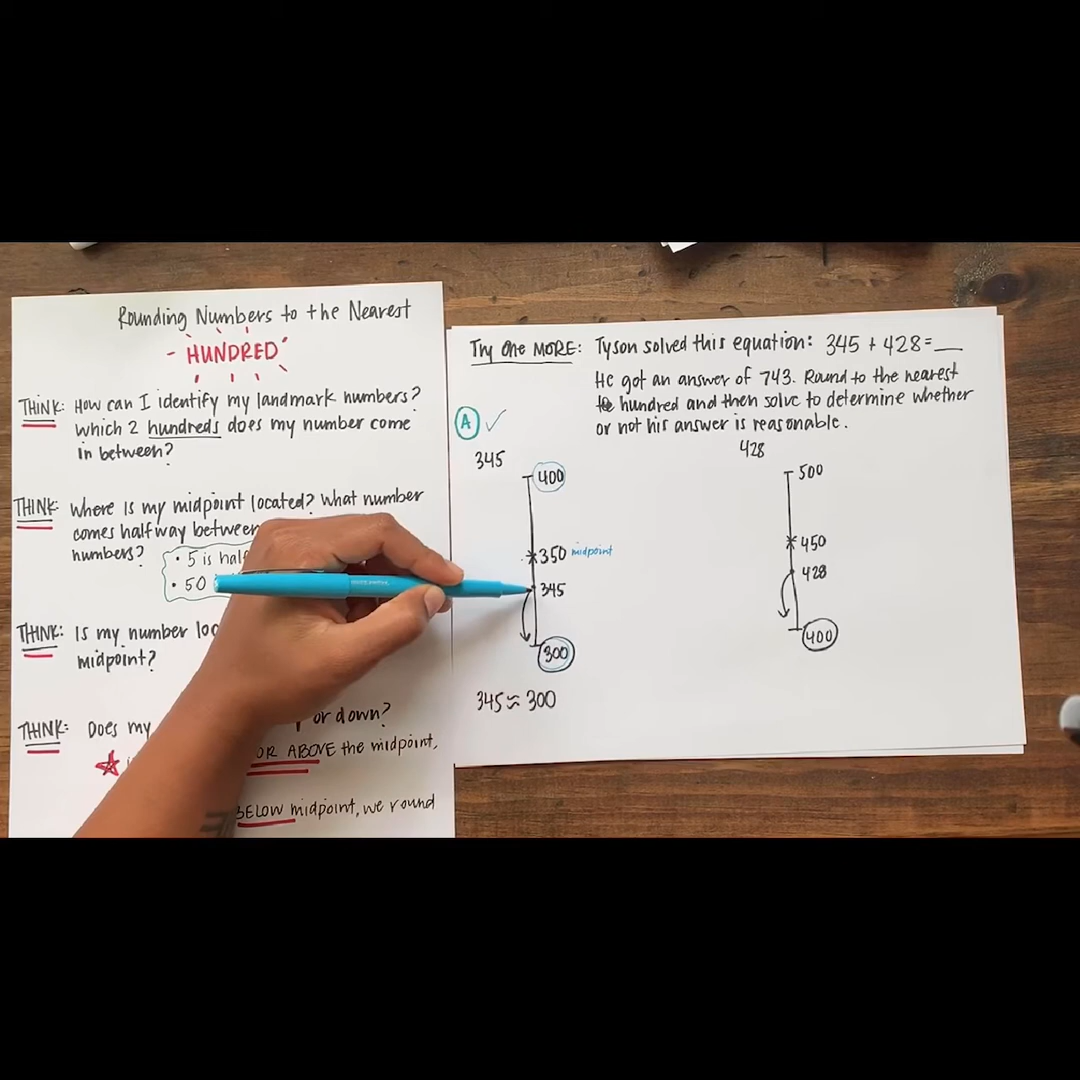 Rounding Numbers to the Nearest
- HUNDRED
THINK: How can I identify my landmark numbers?
Which 2 hundreds does my number come
in between?
THINK: Where is my midpoint located? What number
comes halfway between
numbers?
• 5 is half
• 50
THINK: Is my number
midpoint?
THINK: Does my or down?
OR ABOVE the midpoint,
BELOW midpoint, we round
Try One MORE: Tyson solved this equation: 345 + 428 = __
He got an answer of 743. Round to the nearest
hundred and then solve to determine whether
or not his answer is reasonable.
A ✓
345
400
350 midpoint
345
300
345 ≈ 300
428
500
450
428
400